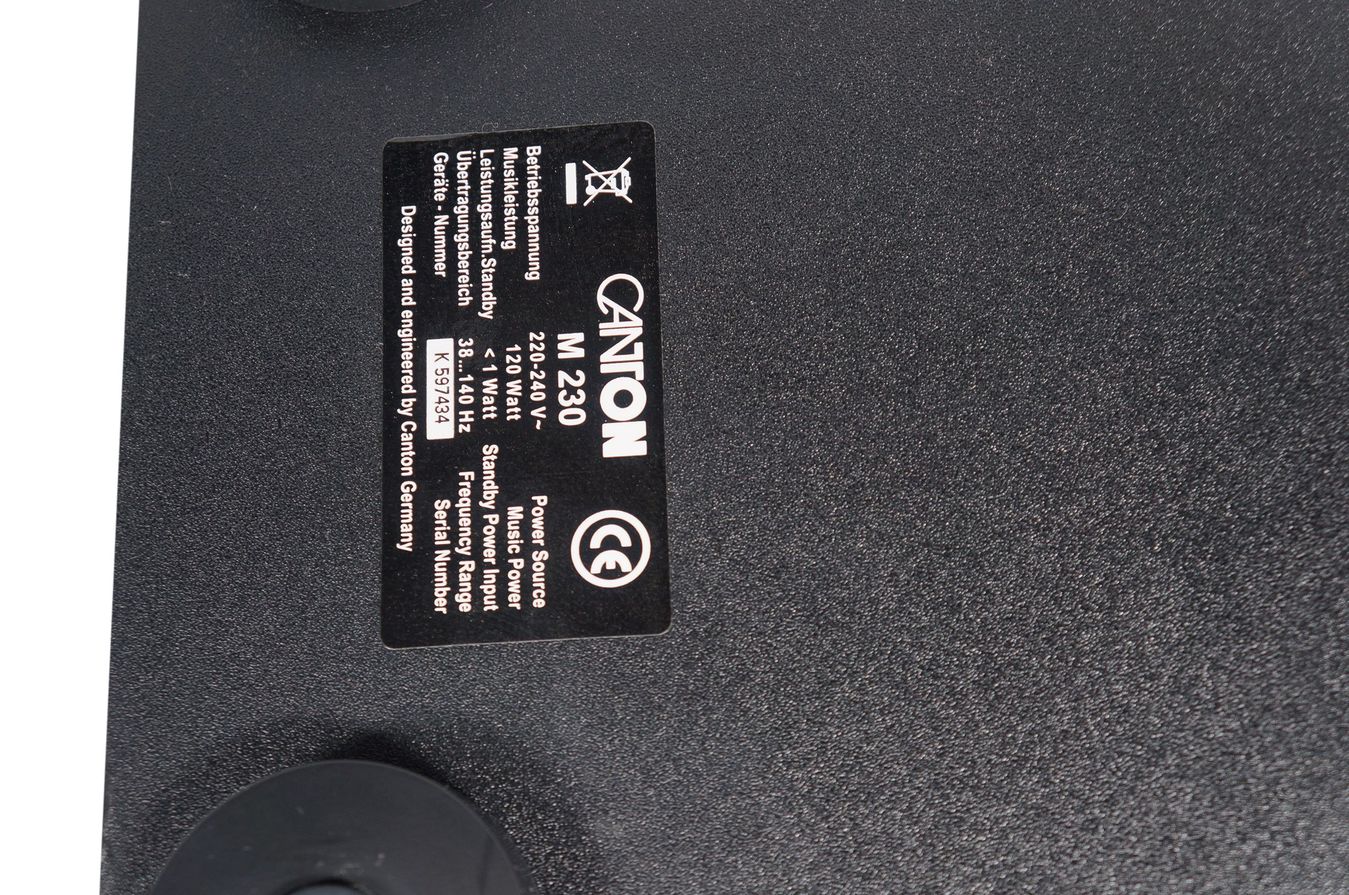 CANTON
CE
M 230
Betriebsspannung 220-240 V~ Power Source
Musikleistung 120 Watt Music Power
Leistungsaufn.Standby < 1 Watt Standby Power Input
Übertragungsbereich 38...140 Hz Frequency Range
Geräte - Nummer K 597434 Serial Number
Designed and engineered by Canton Germany